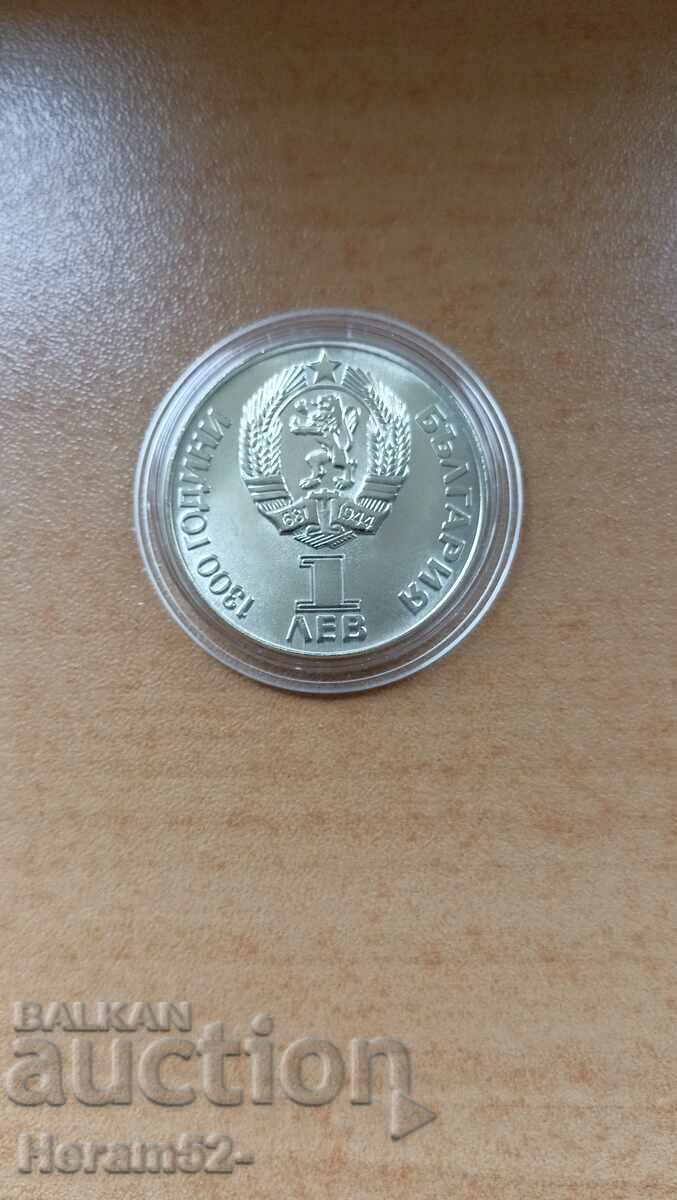 1300 ГОДИНИ
БЪЛГАРИЯ
681 1944
1
ЛЕВ
BALKAN
auction
Heram52-